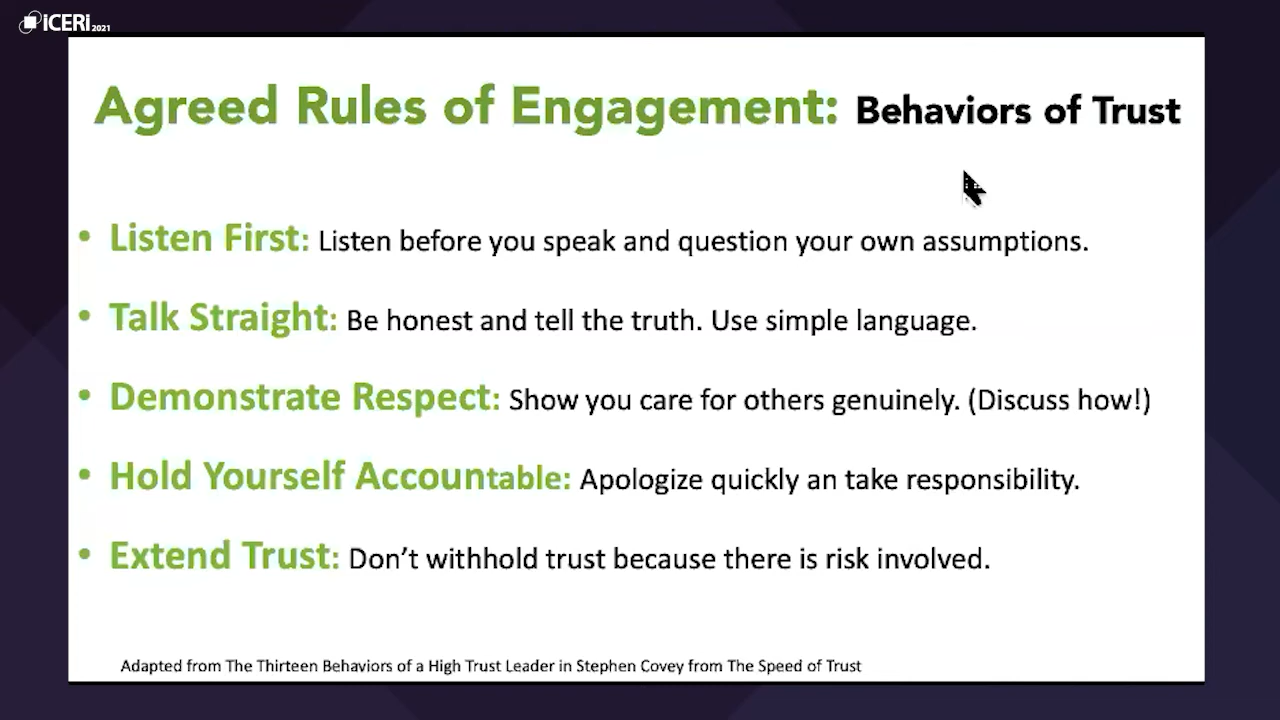 iCERi 2021
Agreed Rules of Engagement: Behaviors of Trust
• Listen First: Listen before you speak and question your own assumptions.
• Talk Straight: Be honest and tell the truth. Use simple language.
• Demonstrate Respect: Show you care for others genuinely. (Discuss how!)
• Hold Yourself Accountable: Apologize quickly an take responsibility.
• Extend Trust: Don’t withhold trust because there is risk involved.
Adapted from The Thirteen Behaviors of a High Trust Leader in Stephen Covey from The Speed of Trust